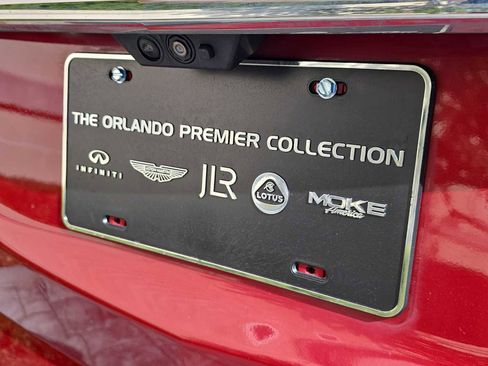 THE ORLANDO PREMIER COLLECTION
INFINITI
JLR
LOTUS
MOKE
America